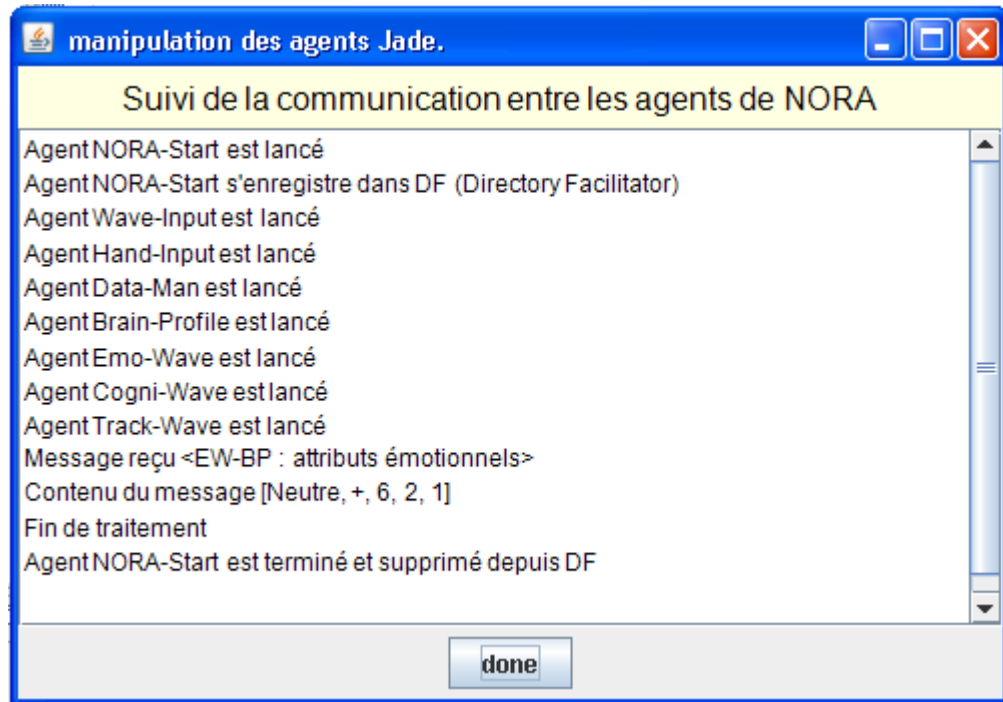 manipulation des agents Jade.
Suivi de la communication entre les agents de NORA
Agent NORA-Start est lancé
Agent NORA-Start s'enregistre dans DF (Directory Facilitator)
Agent Wave-Input est lancé
Agent Hand-Input est lancé
Agent Data-Man est lancé
Agent Brain-Profile est lancé
Agent Emo-Wave est lancé
Agent Cogni-Wave est lancé
Agent Track-Wave est lancé
Message reçu <EW-BP : attributs émotionnels>
Contenu du message [Neutre, +, 6, 2, 1]
Fin de traitement
Agent NORA-Start est terminé et supprimé depuis DF
done